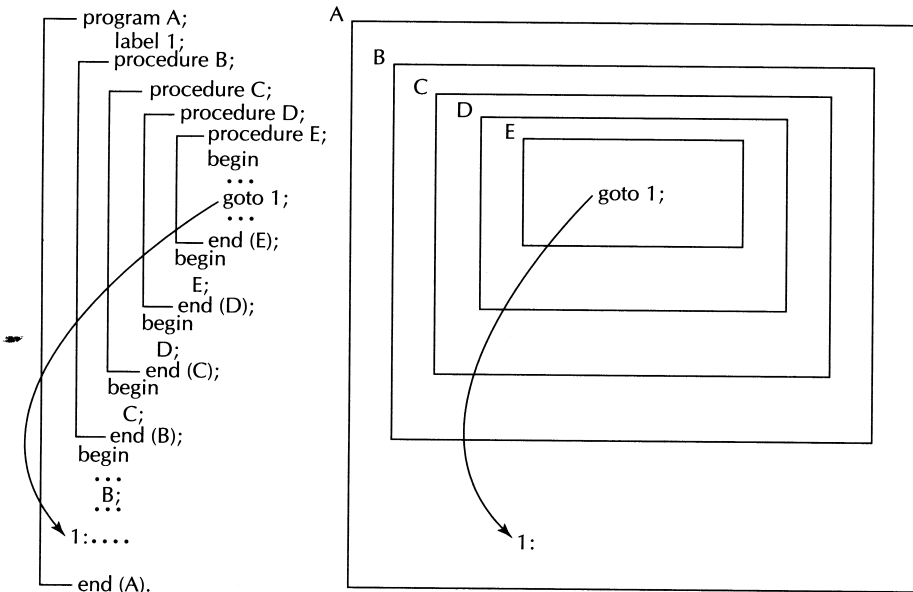 program A;
label 1;
procedure B;
procedure C;
procedure D;
procedure E;
begin
...
goto 1;
...
end (E);
begin
E;
end (D);
begin
D;
end (C);
begin
C;
end (B);
begin
...
B;
...
1:....
end (A).
A
B
C
D
E
goto 1;
1: